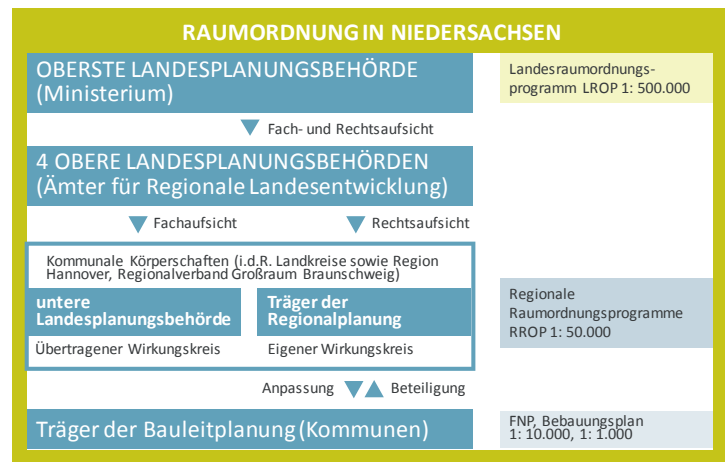 RAUMORDNUNG IN NIEDERSACHSEN
OBERSTE LANDESPLANUNGSBEHÖRDE
(Ministerium)
Landesraumordnungs-
programm LROP 1: 500.000
Fach- und Rechtsaufsicht
4 OBERE LANDESPLANUNGSBEHÖRDEN
(Ämter für Regionale Landesentwicklung)
Fachaufsicht
Rechtsaufsicht
Kommunale Körperschaften (i.d.R. Landkreise sowie Region
Hannover, Regionalverband Großraum Braunschweig)
untere
Landesplanungsbehörde
Träger der
Regionalplanung
Übertragener Wirkungskreis
Eigener Wirkungskreis
Regionale
Raumordnungsprogramme
RROP 1: 50.000
Anpassung
Beteiligung
Träger der Bauleitplanung (Kommunen)
FNP, Bebauungsplan
1: 10.000, 1: 1.000